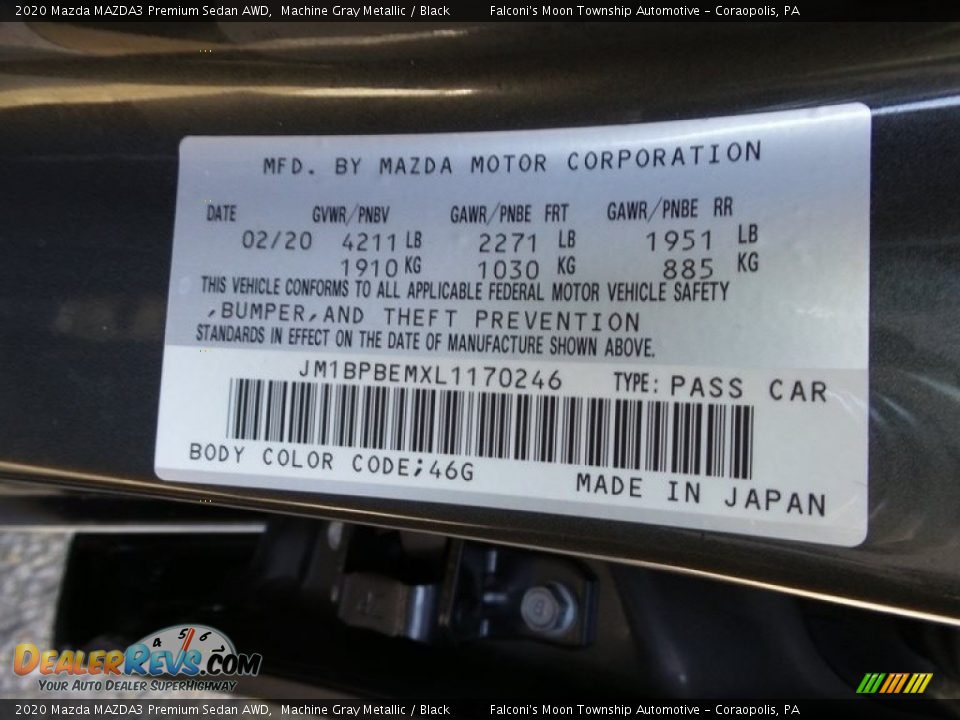 2020 Mazda MAZDA3 Premium Sedan AWD, Machine Gray Metallic / Black Falconi's Moon Township Automotive - Coraopolis, PA
MFD. BY MAZDA MOTOR CORPORATION
DATE GVWR/PNBV GAWR/PNBE FRT GAWR/PNBE RR
02/20 4211 LB 2271 LB 1951 LB
1910 KG 1030 KG 885 KG
THIS VEHICLE CONFORMS TO ALL APPLICABLE FEDERAL MOTOR VEHICLE SAFETY
,BUMPER,AND THEFT PREVENTION
STANDARDS IN EFFECT ON THE DATE OF MANUFACTURE SHOWN ABOVE.
JM1BPBEMXL1170246 TYPE: PASS CAR
BODY COLOR CODE;46G
MADE IN JAPAN
4 5 6
DEALERREVS.COM
YOUR AUTO DEALER SUPERHIGHWAY
2020 Mazda MAZDA3 Premium Sedan AWD, Machine Gray Metallic / Black Falconi's Moon Township Automotive - Coraopolis, PA